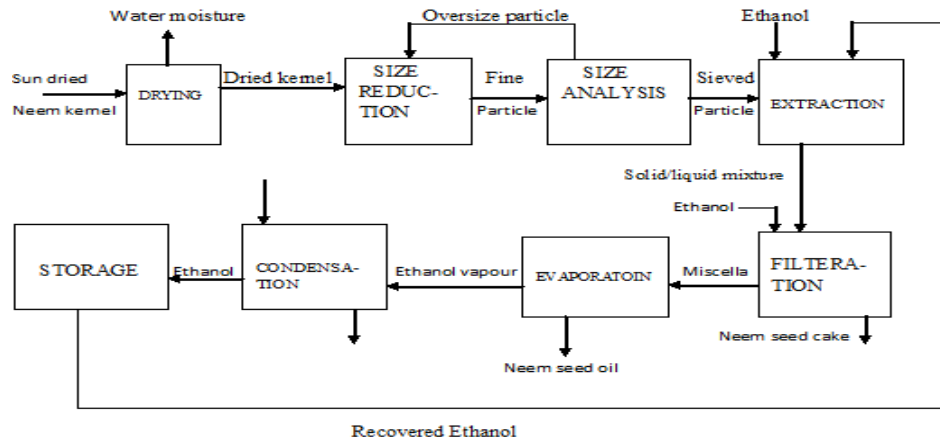 Water moisture
Oversize particle
Ethanol
Sun dried
Neem kernel
DRYING
Dried kernel
SIZE
REDUC-
TION
Fine
Particle
SIZE
ANALYSIS
Sieved
Particle
EXTRACTION
Solid/liquid mixture
Ethanol
STORAGE
Ethanol
CONDENSA-
TION
Ethanol vapour
EVAPORATOIN
Miscella
FILTERA-
TION
Neem seed cake
Neem seed oil
Recovered Ethanol